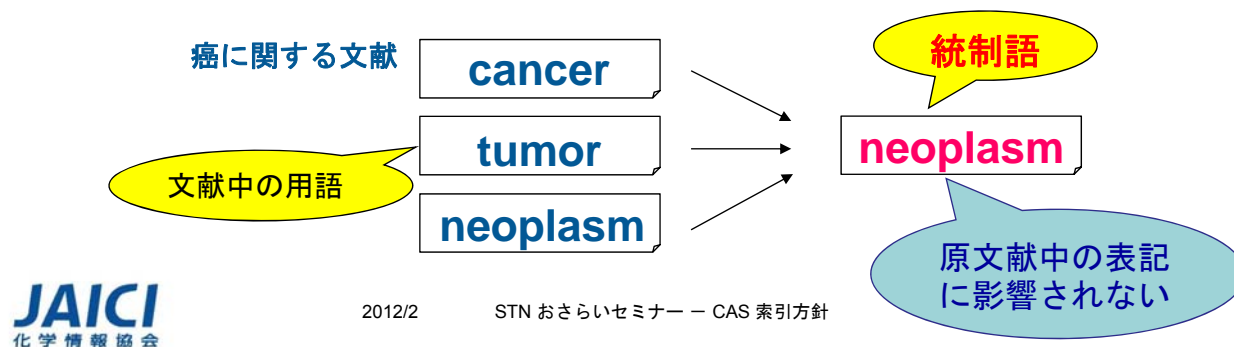 癌に関する文献
cancer
統制語
tumor
neoplasm
文献中の用語
neoplasm
原文献中の表記
に影響されない
JAICI
化学情報協会
2012/2 STN おさらいセミナー － CAS 索引方針